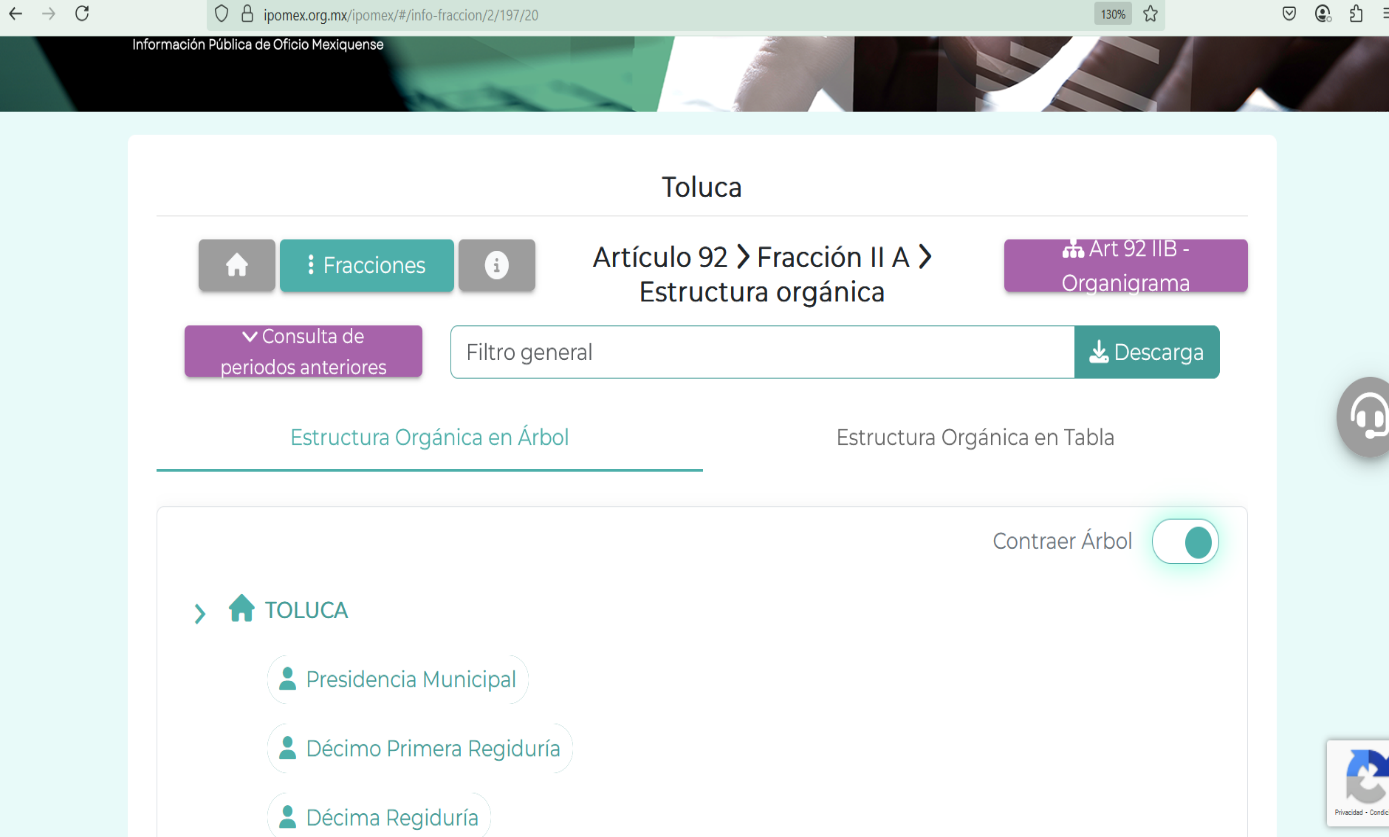 ipomex.org.mx/ipomex/#/info-fraccion/2/197/20
130%
Información Pública de Oficio Mexiquense
Toluca
Fracciones
Artículo 92 > Fracción II A >
Estructura orgánica
Art 92 IIB -
Organigrama
Consulta de
periodos anteriores
Filtro general
Descarga
Estructura Orgánica en Árbol
Estructura Orgánica en Tabla
Contraer Árbol
TOLUCA
Presidencia Municipal
Décimo Primera Regiduría
Décima Regiduría
Privacidad -